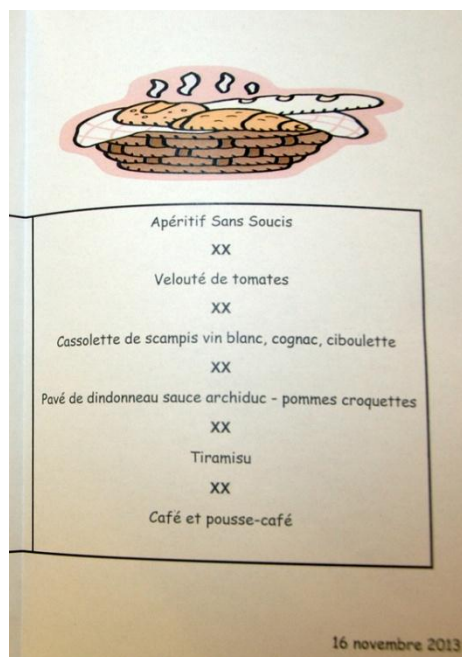 Apéritif Sans Soucis
XX
Velouté de tomates
XX
Cassolette de scampis vin blanc, cognac, ciboulette
XX
Pavé de dindonneau sauce archiduc - pommes croquettes
XX
Tiramisu
XX
Café et pousse-café
16 novembre 2013